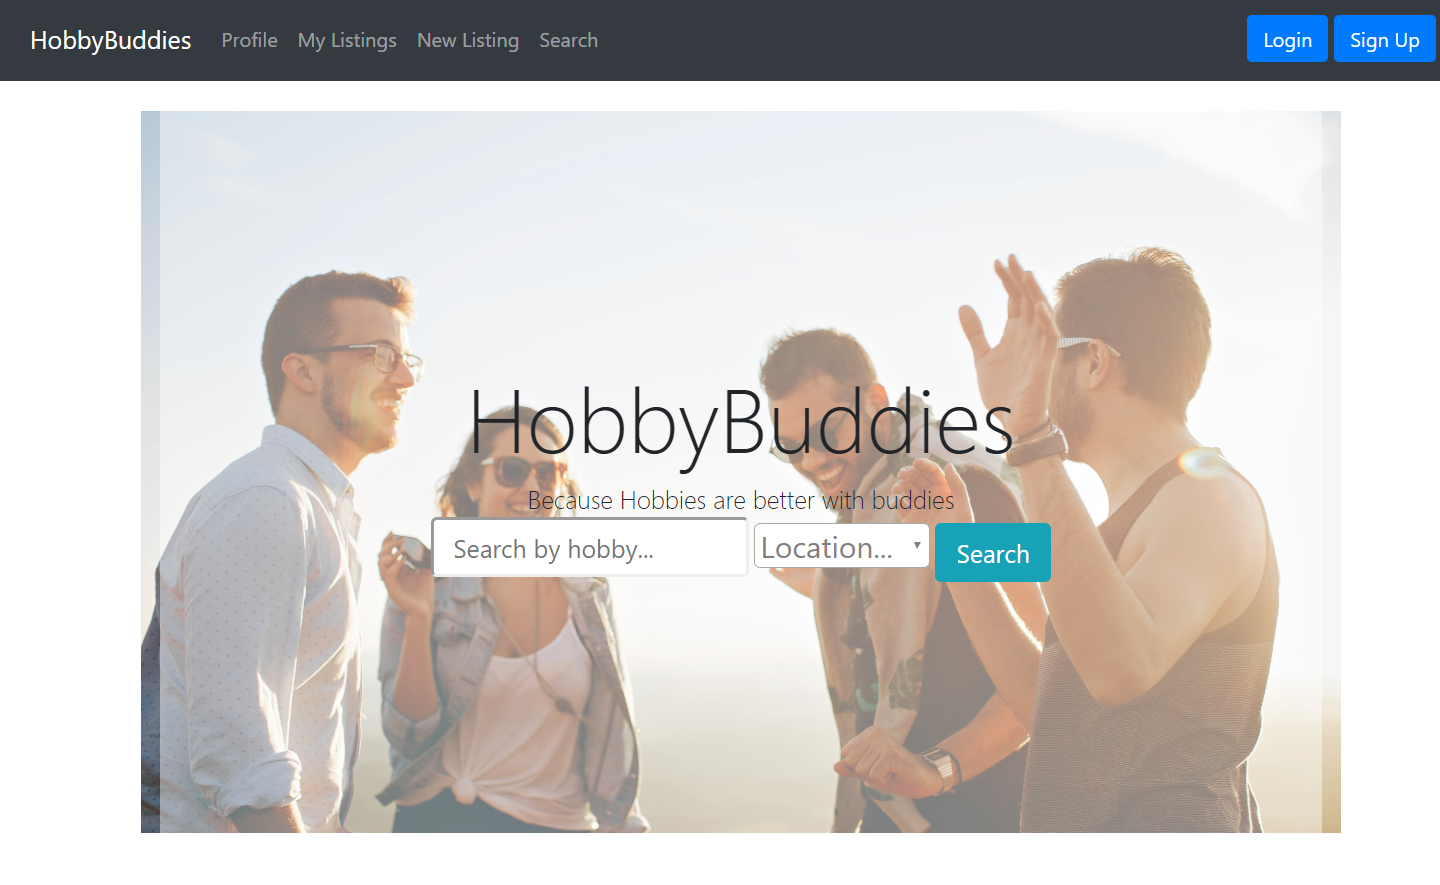 HobbyBuddies Profile My Listings New Listing Search Login Sign Up
HobbyBuddies
Because Hobbies are better with buddies
Search by hobby... Location... Search